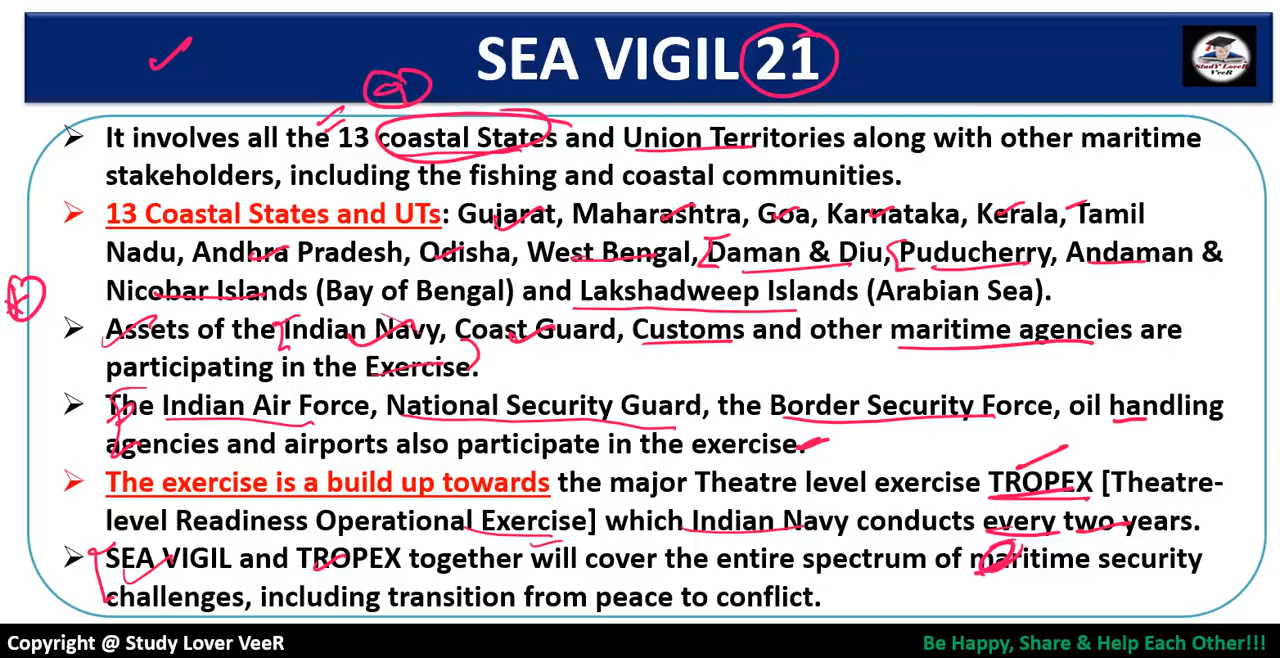 SEA VIGIL 21
StudY LoveR
VeeR
9
➢ It involves all the 13 coastal States and Union Territories along with other maritime
stakeholders, including the fishing and coastal communities.
➢ 13 Coastal States and UTs: Gujarat, Maharashtra, Goa, Karnataka, Kerala, Tamil
Nadu, Andhra Pradesh, Odisha, West Bengal, Daman & Diu, Puducherry, Andaman &
Nicobar Islands (Bay of Bengal) and Lakshadweep Islands (Arabian Sea).
➢ Assets of the Indian Navy, Coast Guard, Customs and other maritime agencies are
participating in the Exercise.
➢ The Indian Air Force, National Security Guard, the Border Security Force, oil handling
agencies and airports also participate in the exercise.
➢ The exercise is a build up towards the major Theatre level exercise TROPEX [Theatre-
level Readiness Operational Exercise] which Indian Navy conducts every two years.
➢ SEA VIGIL and TROPEX together will cover the entire spectrum of maritime security
challenges, including transition from peace to conflict.
Copyright @ Study Lover VeeR
Be Happy, Share & Help Each Other!!!